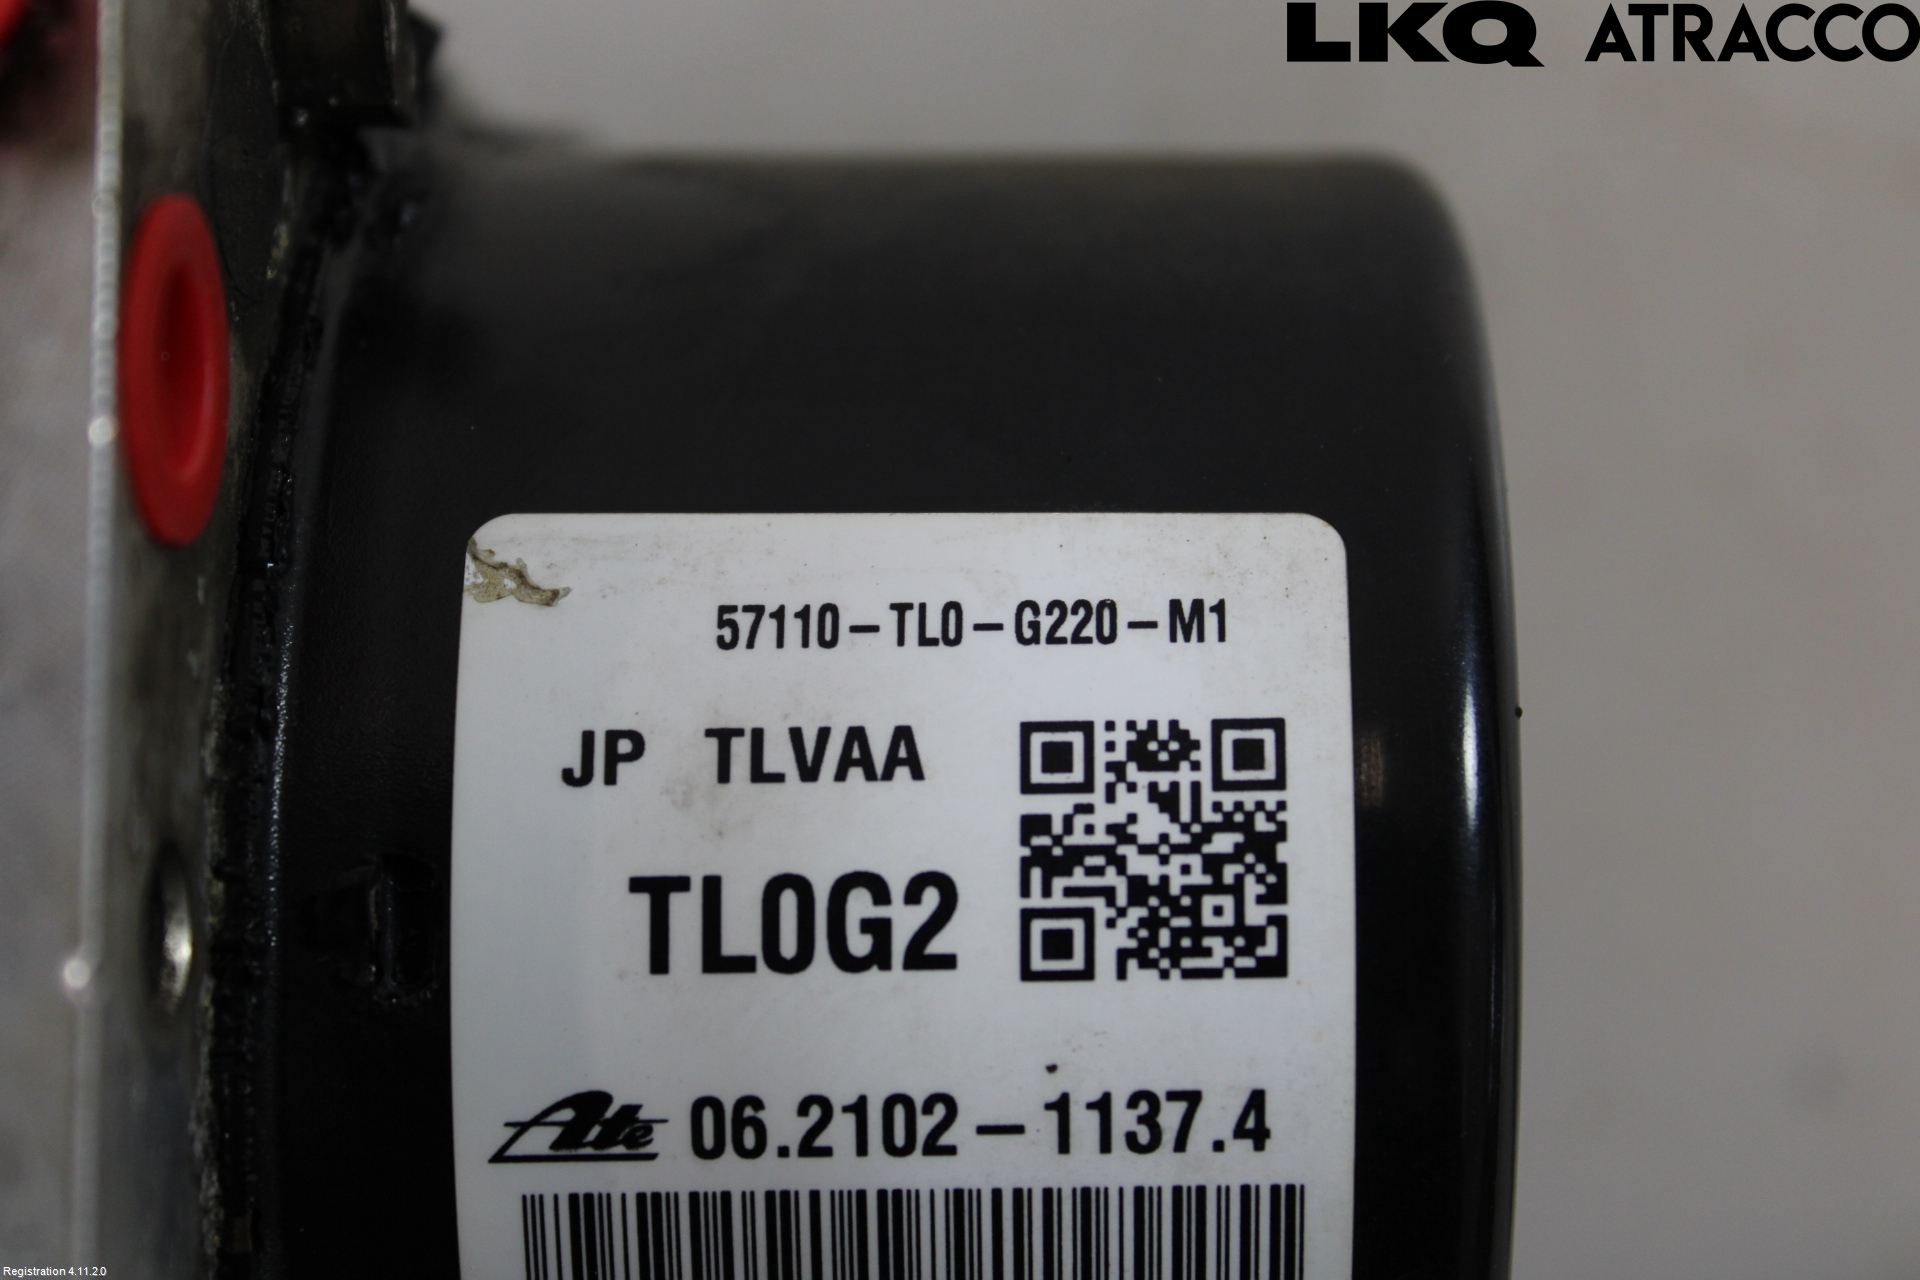 LKQ ATRACCO
57110-TL0-G220-M1
JP TLVAA
TL0G2
Ate 06.2102-1137.4
Registration 4.11.2.0